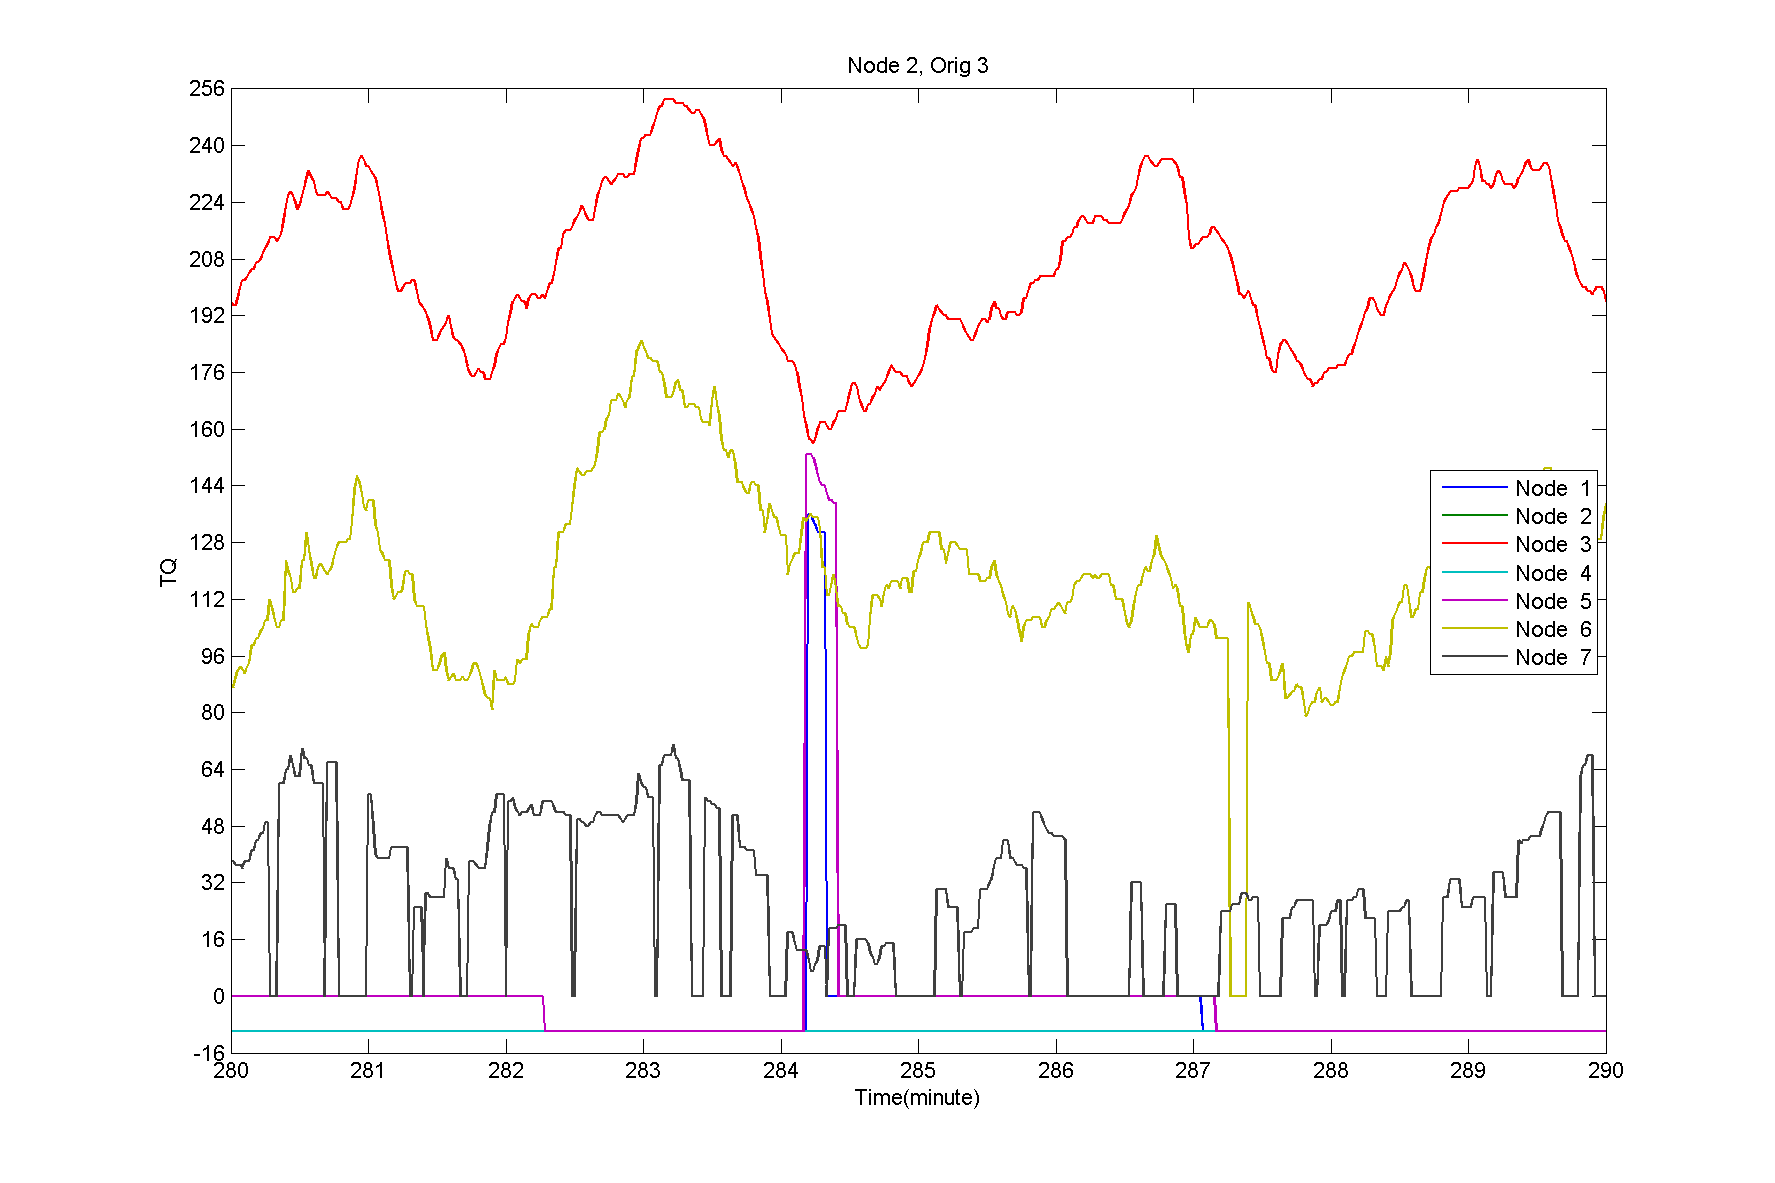 Node 2, Orig 3
256
240
224
208
192
176
160
144
128
112
96
80
64
48
32
16
0
-16
TQ
Node 1
Node 2
Node 3
Node 4
Node 5
Node 6
Node 7
280 281 282 283 284 285 286 287 288 289 290
Time(minute)